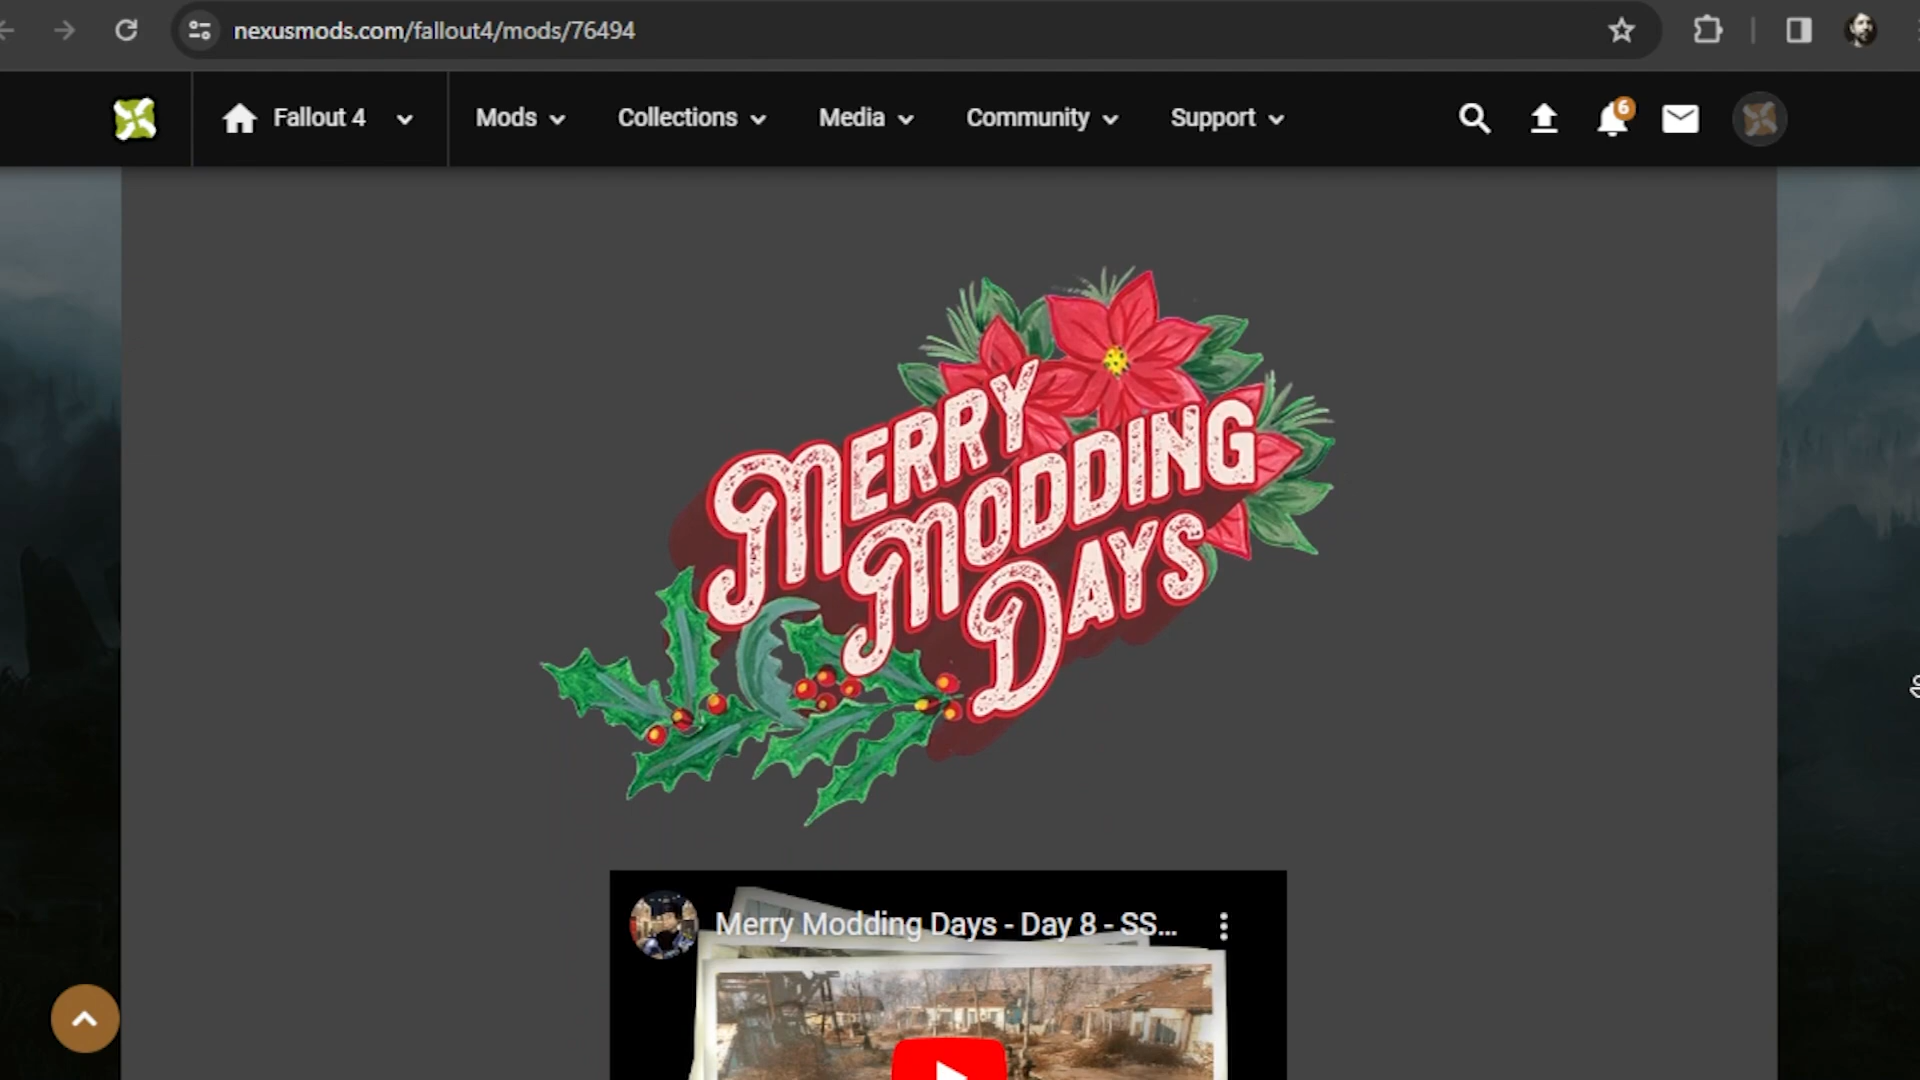 nexusmods.com/fallout4/mods/76494
Fallout 4
Mods
Collections
Media
Community
Support
6
MERRY
MODDING
DAYS
Merry Modding Days - Day 8 - SS...